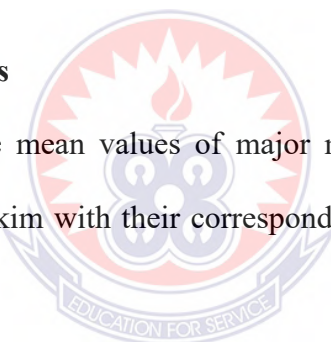 s
e mean values of major
kim with their correspond
EDUCATION FOR SERVICE